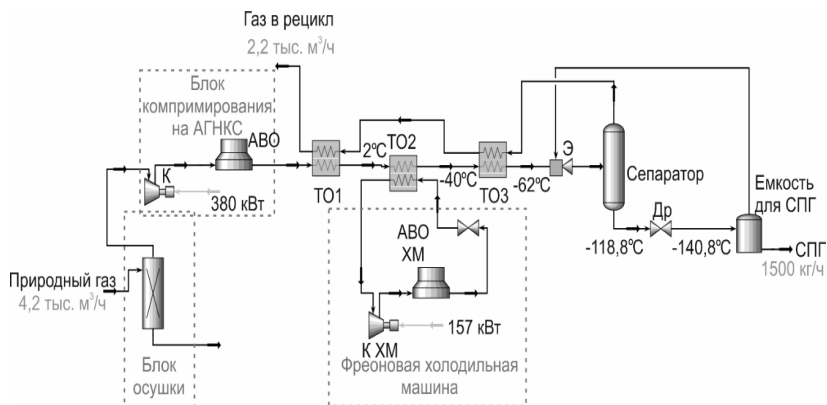 Газ в рецикл
2,2 тыс. м³/ч
Блок
компримирования
на АГНКС
АВО
К
380 кВт
ТО1
2ºС
ТО2
-40ºС
ТО3
-62ºС
Э
Сепаратор
Емкость
для СПГ
Др
-118,8ºС
-140,8ºС
СПГ
1500 кг/ч
Природный газ
4,2 тыс. м³/ч
АВО
ХМ
К ХМ
157 кВт
Блок
осушки
Фреоновая холодильная
машина